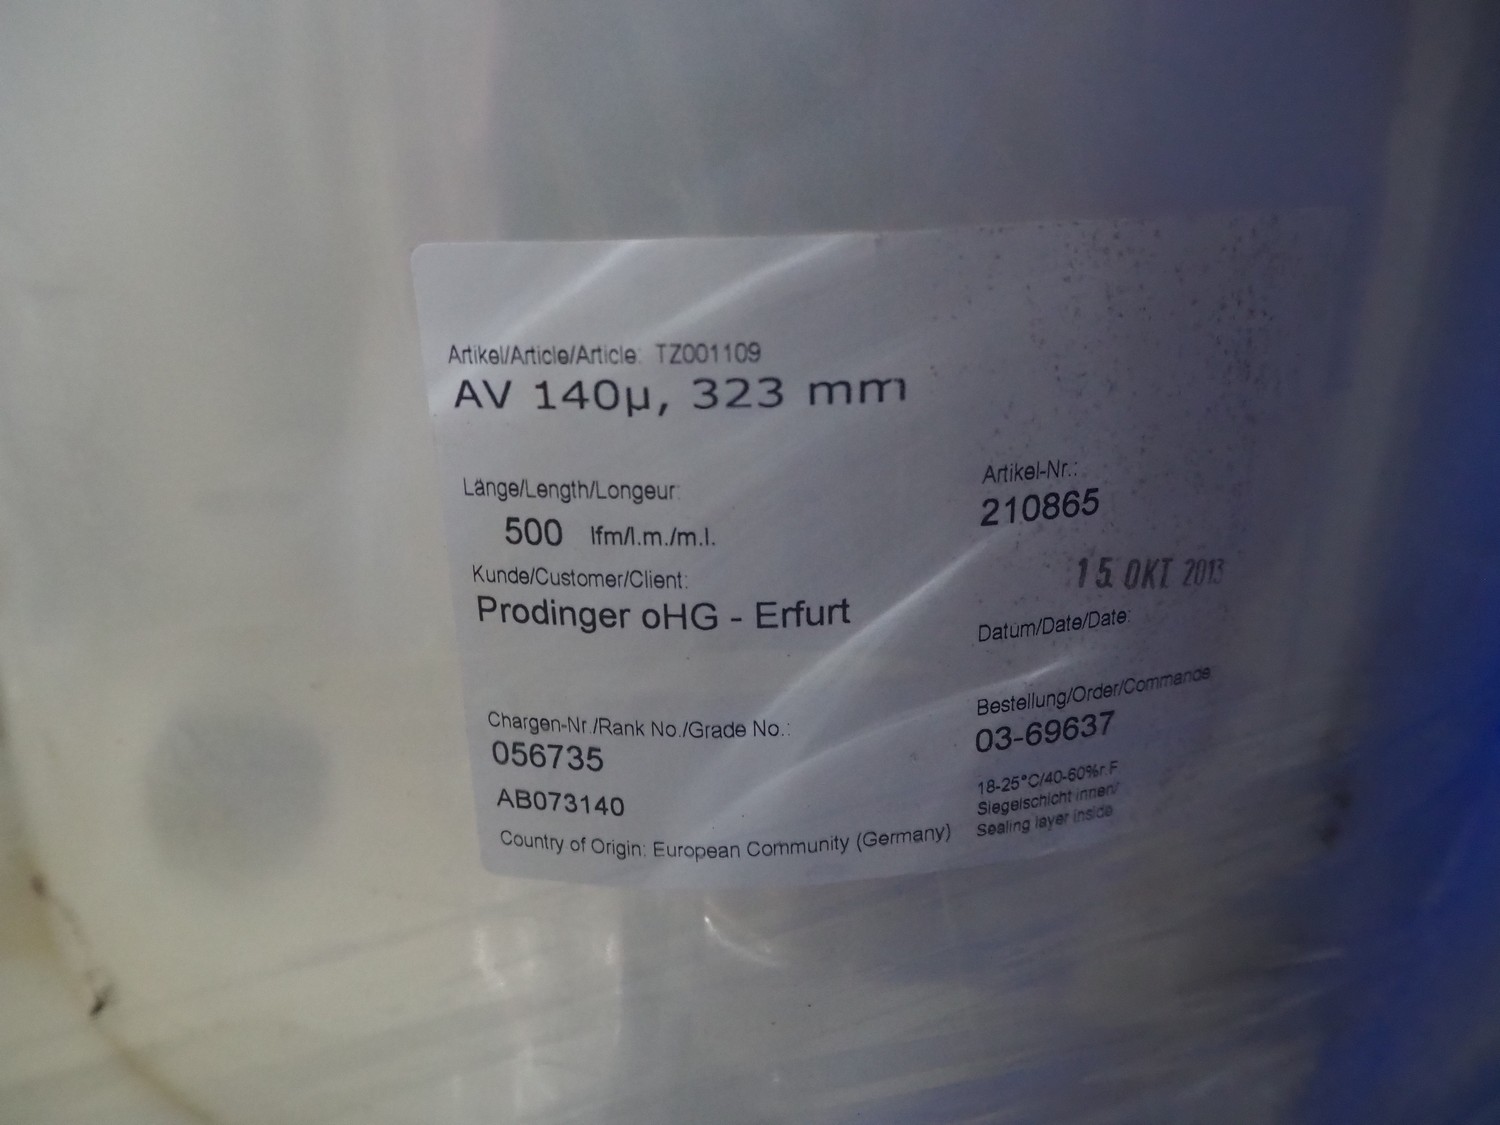 Artikel/Article/Article: TZ001109
AV 140µ, 323 mm
Länge/Length/Longeur:
500 lfm/l.m./m.l.
Kunde/Customer/Client:
Prodinger oHG - Erfurt
Artikel-Nr.:
210865
15. OKT 2013
Datum/Date/Date:
Chargen-Nr./Rank No./Grade No.:
056735
AB073140
Country of Origin: European Community (Germany)
Bestellung/Order/Commande:
03-69637
18-25°C/40-60%r.F
Siegelschicht innen/
Sealing layer inside